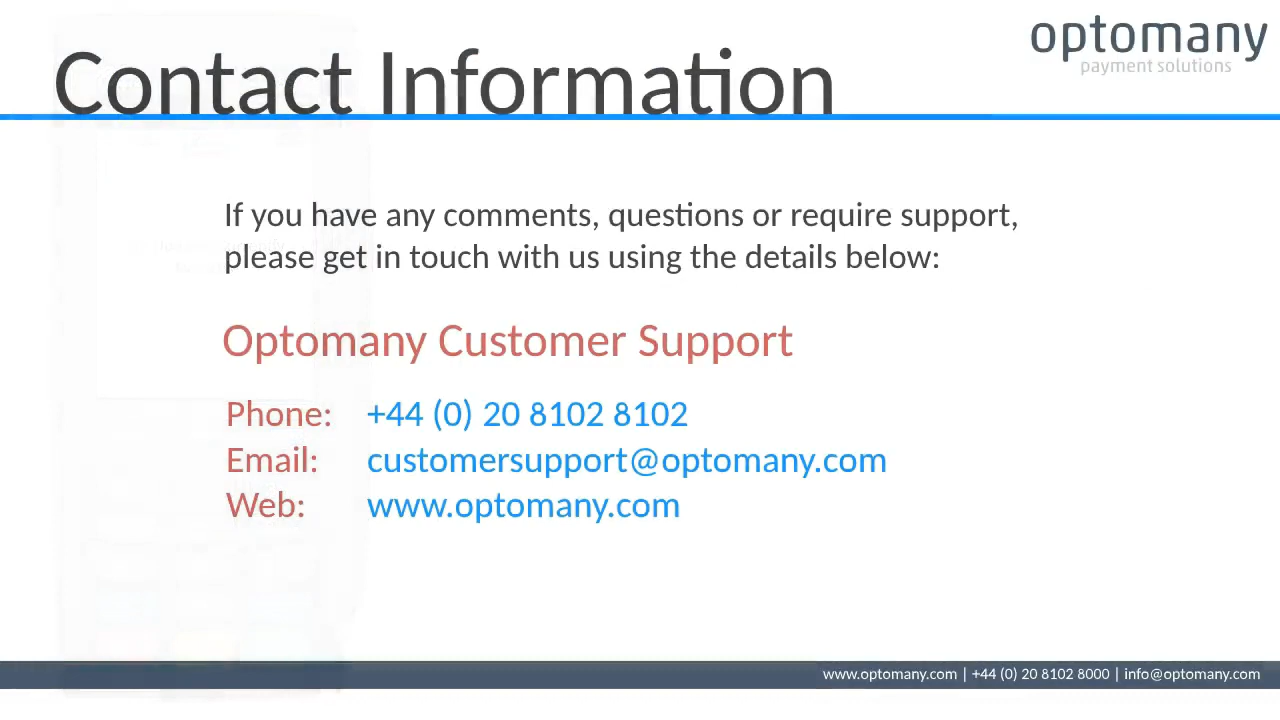 optomany
payment solutions
Contact Information
If you have any comments, questions or require support,
please get in touch with us using the details below:
Optomany Customer Support
Phone: +44 (0) 20 8102 8102
Email: customersupport@optomany.com
Web: www.optomany.com
www.optomany.com | +44 (0) 20 8102 8000 | info@optomany.com